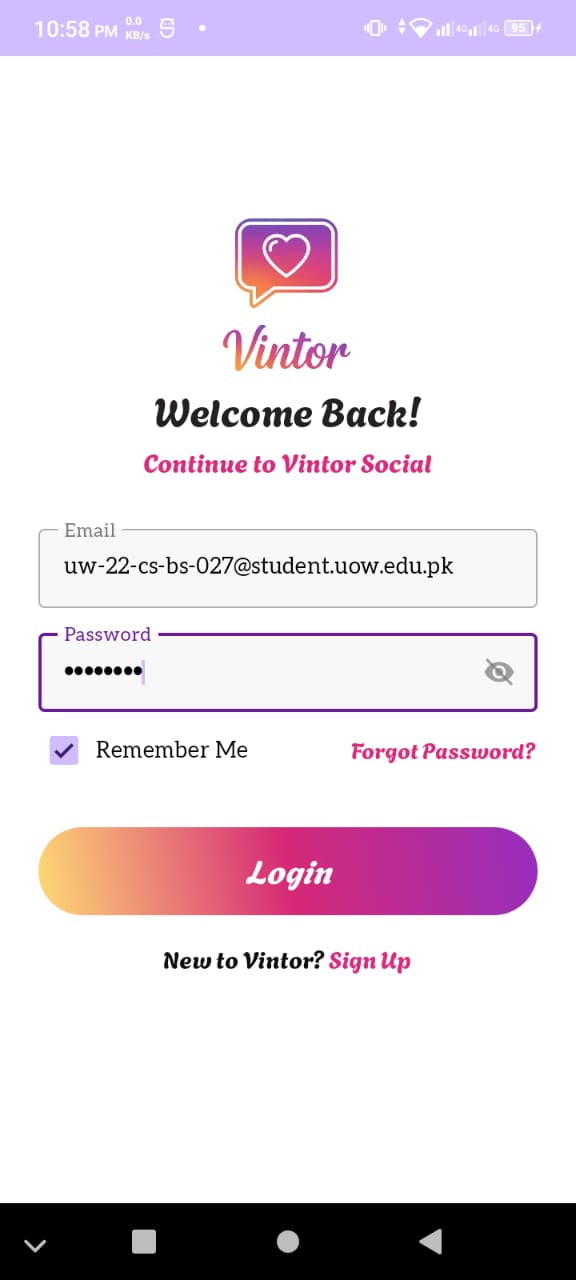 10:58 PM 0.0 KB/s 4G 4G 95
Vintor
Welcome Back!
Continue to Vintor Social
Email
uw-22-cs-bs-027@student.uow.edu.pk
Password
••••••••
Remember Me Forgot Password?
Login
New to Vintor? Sign Up